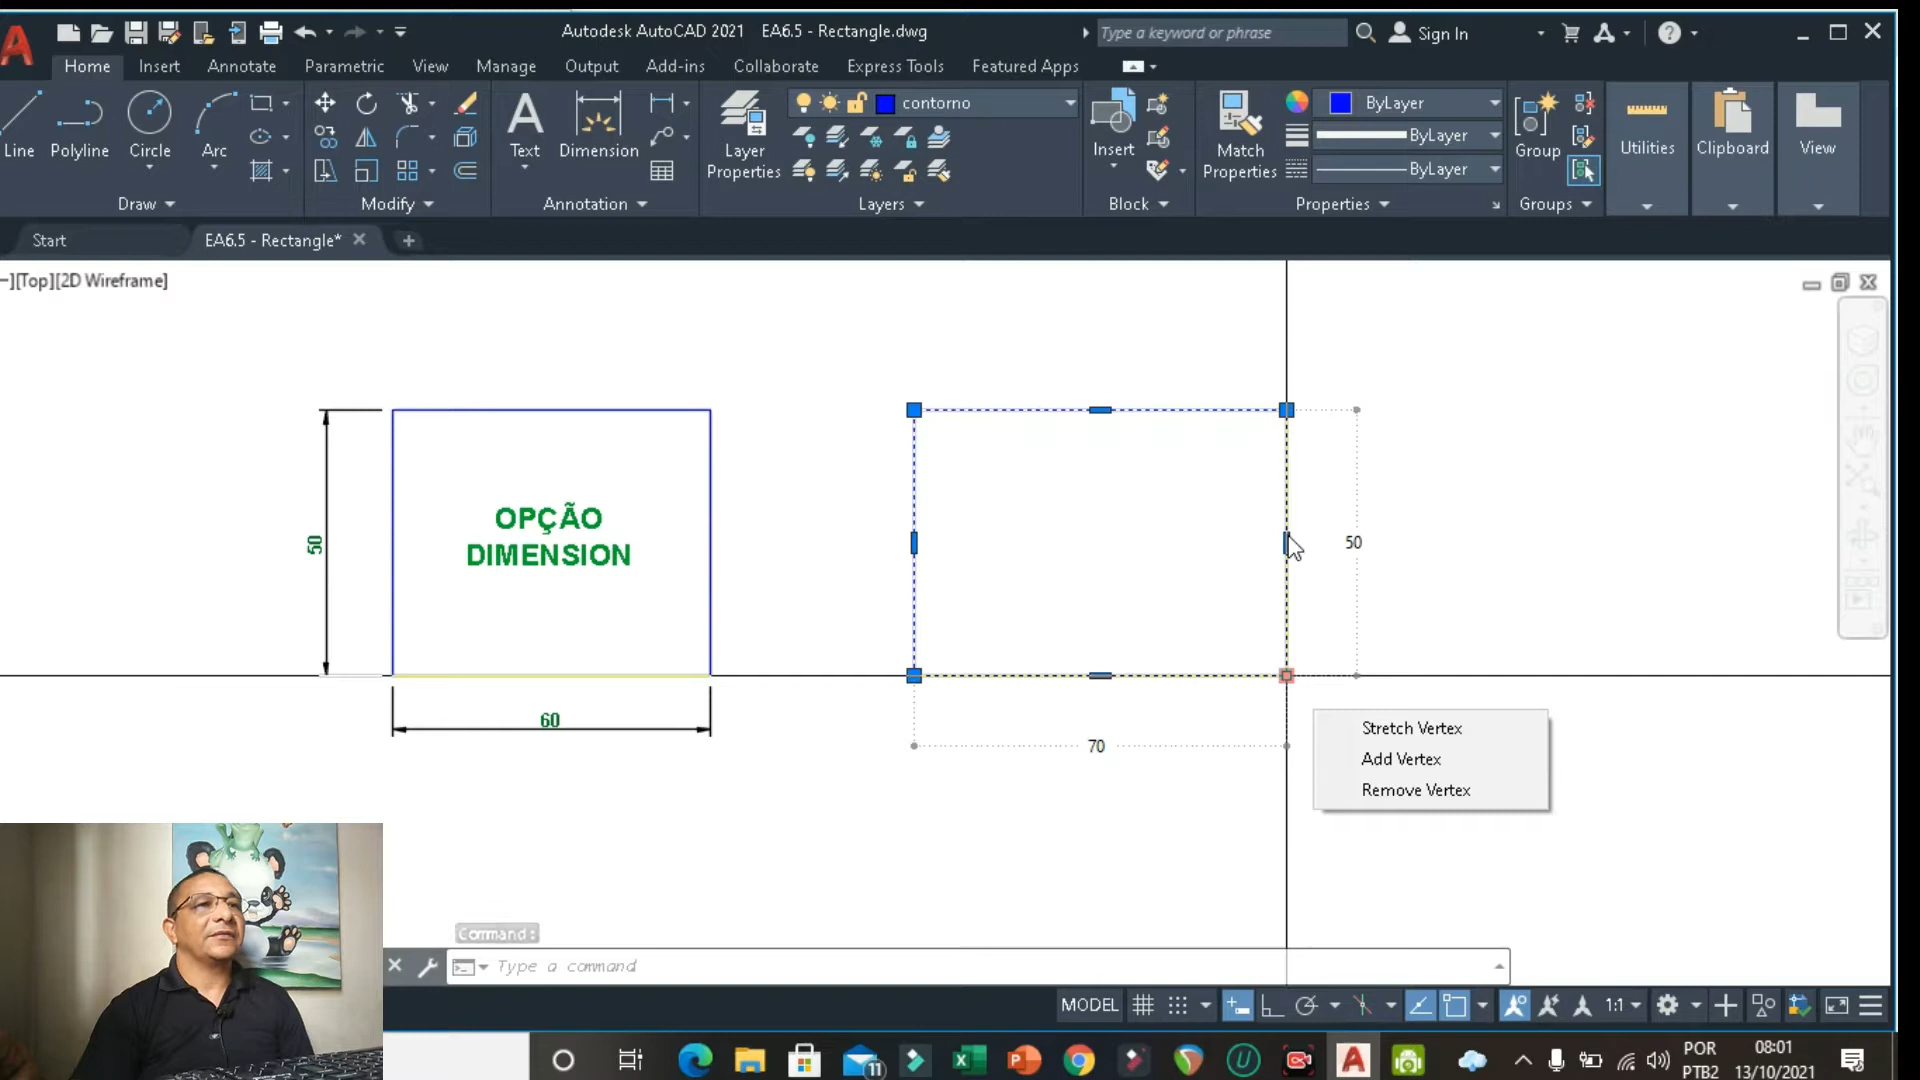 Autodesk AutoCAD 2021 EA6.5 - Rectangle.dwg
Type a keyword or phrase
Sign In
Home Insert Annotate Parametric View Manage Output Add-ins Collaborate Express Tools Featured Apps
contorno
ByLayer
ByLayer
ByLayer
Line Polyline Circle Arc
Text Dimension
Layer
Properties
Insert
Match
Properties
Group
Utilities
Clipboard
View
Draw Modify Annotation Layers Block Properties Groups
Start
EA6.5 - Rectangle*
−][Top][2D Wireframe]
OPÇÃO
DIMENSION
50
60
50
70
Stretch Vertex
Add Vertex
Remove Vertex
Command:
Type a command
MODEL
1:1
11
POR
PTB2
08:01
13/10/2021